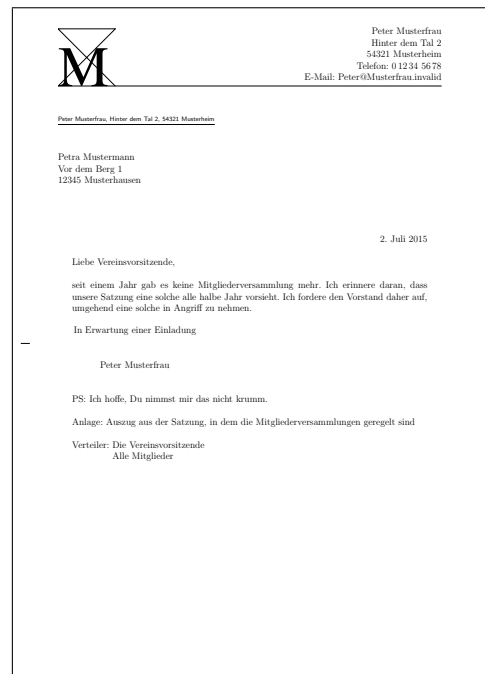 M
Peter Musterfrau
Hinter dem Tal 2
54321 Musterheim
Telefon: 0 12 34 56 78
E-Mail: Peter@Musterfrau.invalid
Peter Musterfrau, Hinter dem Tal 2, 54321 Musterheim
Petra Mustermann
Vor dem Berg 1
12345 Musterhausen
2. Juli 2015
Liebe Vereinsvorsitzende,
seit einem Jahr gab es keine Mitgliederversammlung mehr. Ich erinnere daran, dass
unsere Satzung eine solche alle halbe Jahr vorsieht. Ich fordere den Vorstand daher auf,
umgehend eine solche in Angriff zu nehmen.
In Erwartung einer Einladung
Peter Musterfrau
PS: Ich hoffe, Du nimmst mir das nicht krumm.
Anlage: Auszug aus der Satzung, in dem die Mitgliederversammlungen geregelt sind
Verteiler: Die Vereinsvorsitzende
Alle Mitglieder